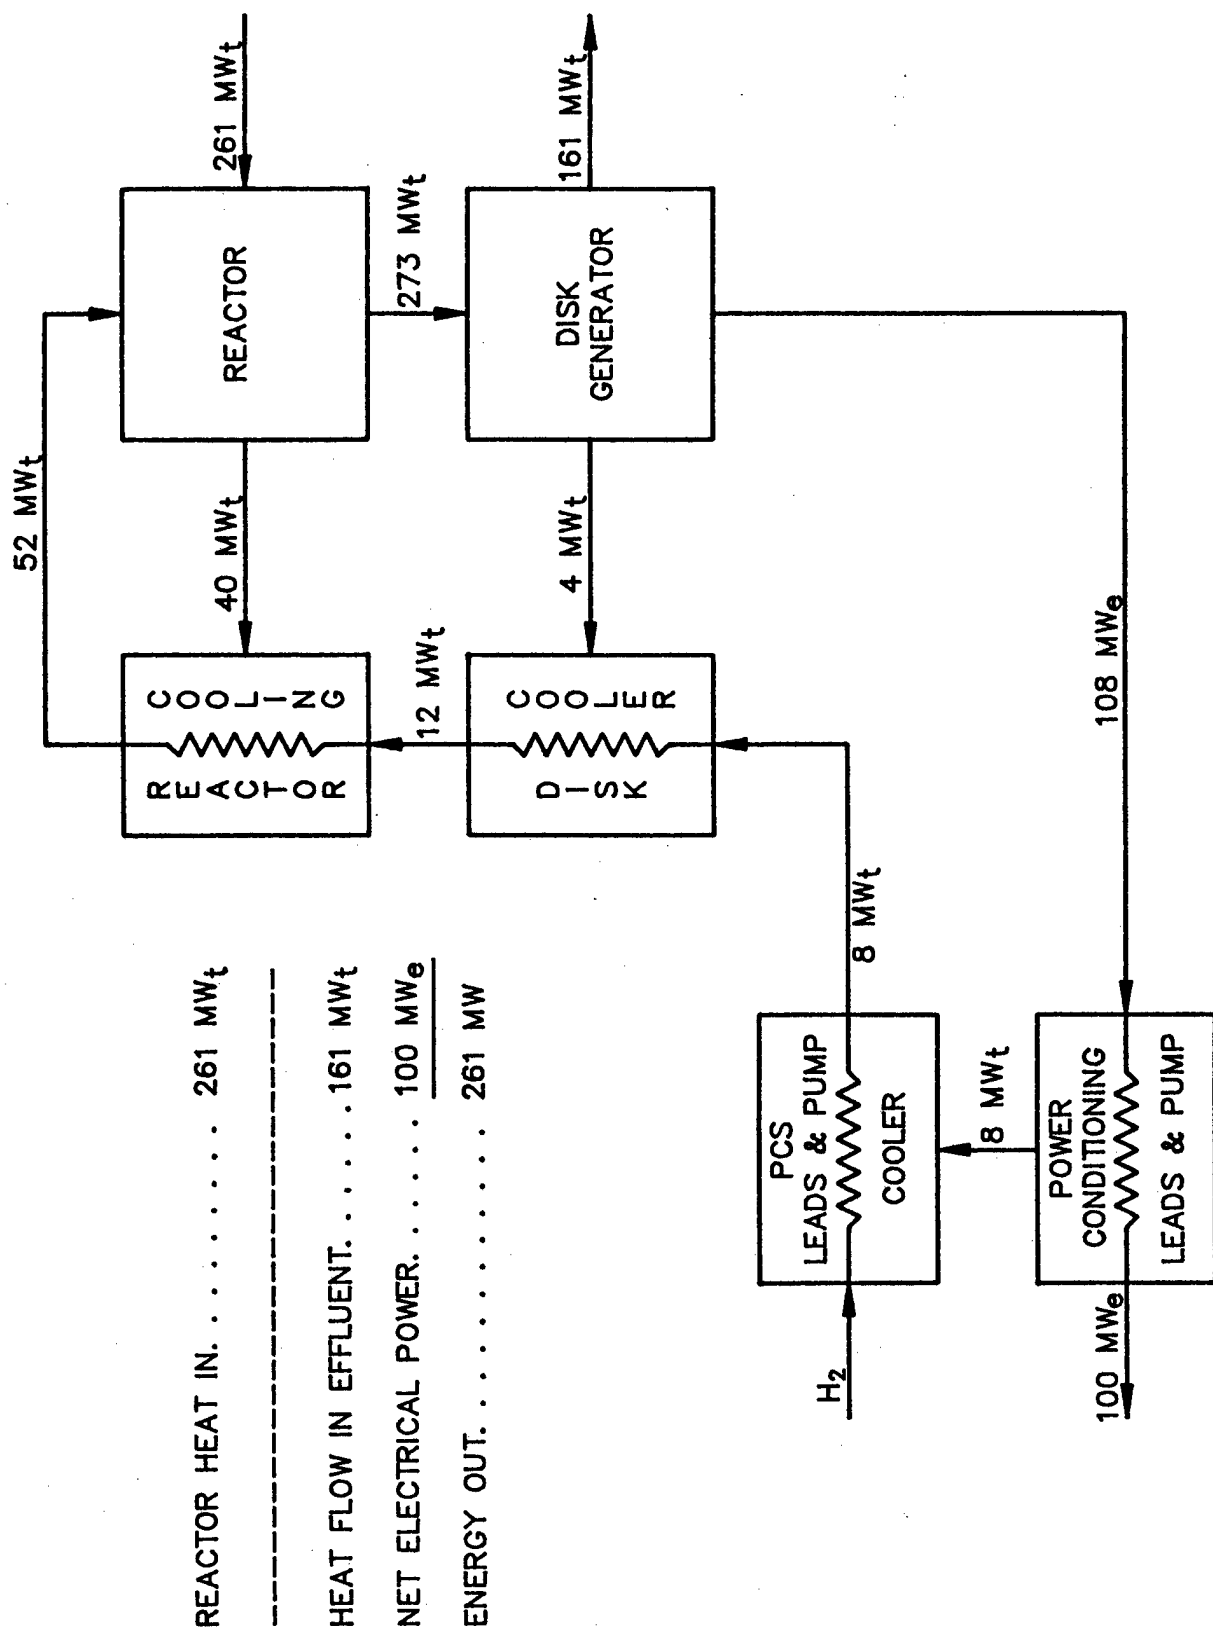 REACTOR HEAT IN. . . . . . . . . 261 MWt
HEAT FLOW IN EFFLUENT. . . . . . 161 MWt
NET ELECTRICAL POWER. . . . . . 100 MWe
ENERGY OUT. . . . . . . . . . . . 261 MW
52 MWt
REACTOR
COOLING
40 MWt
REACTOR
261 MWt
12 MWt
273 MWt
DISK
COOLER
4 MWt
DISK
GENERATOR
161 MWt
8 MWt
H2
PCS
LEADS & PUMP
COOLER
8 MWt
108 MWe
100 MWe
POWER
CONDITIONING
LEADS & PUMP